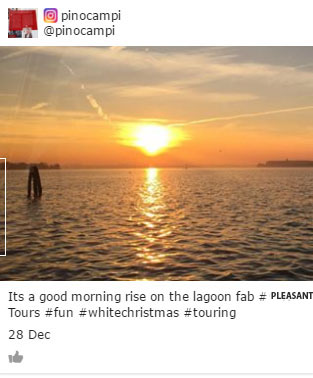 pinocampi
@pinocampi
Its a good morning rise on the lagoon fab # PLEASANT
Tours #fun #whitechristmas #touring
28 Dec